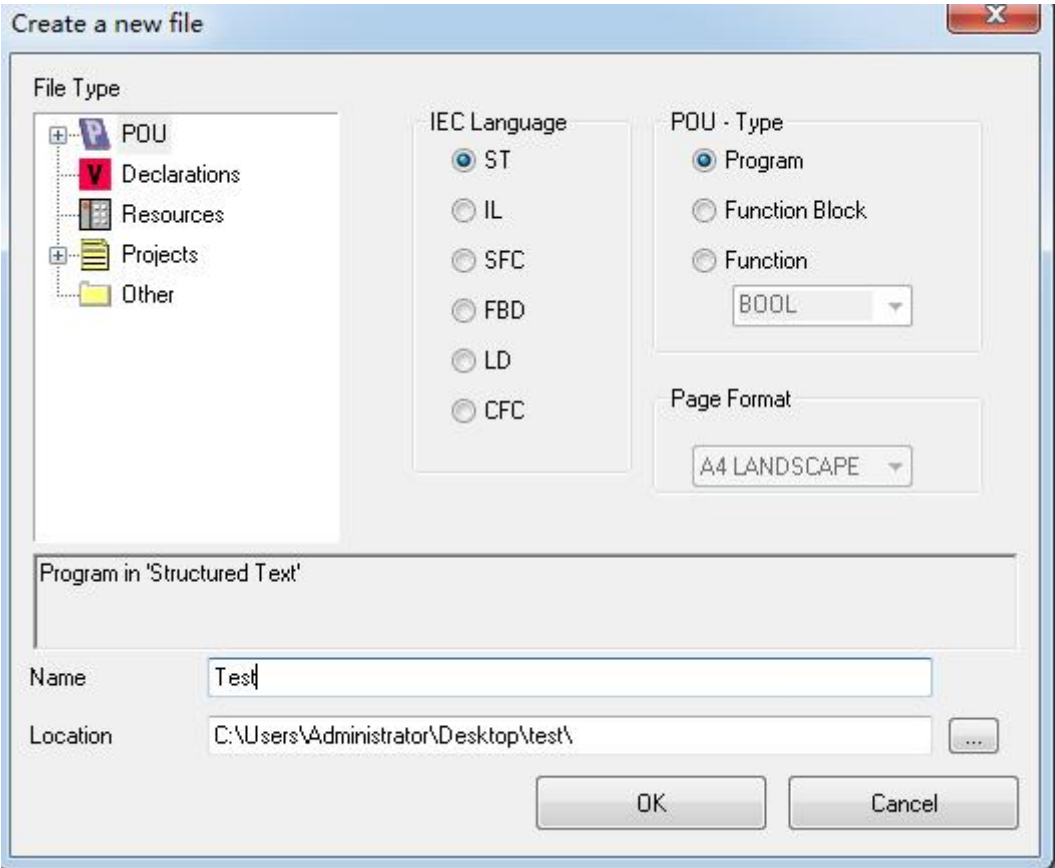 Create a new file
File Type
POU
Declarations
Resources
Projects
Other
IEC Language
ST
IL
SFC
FBD
LD
CFC
POU - Type
Program
Function Block
Function
BOOL
Page Format
A4 LANDSCAPE
Program in 'Structured Text'
Name Test
Location C:\Users\Administrator\Desktop\test\ ...
OK Cancel